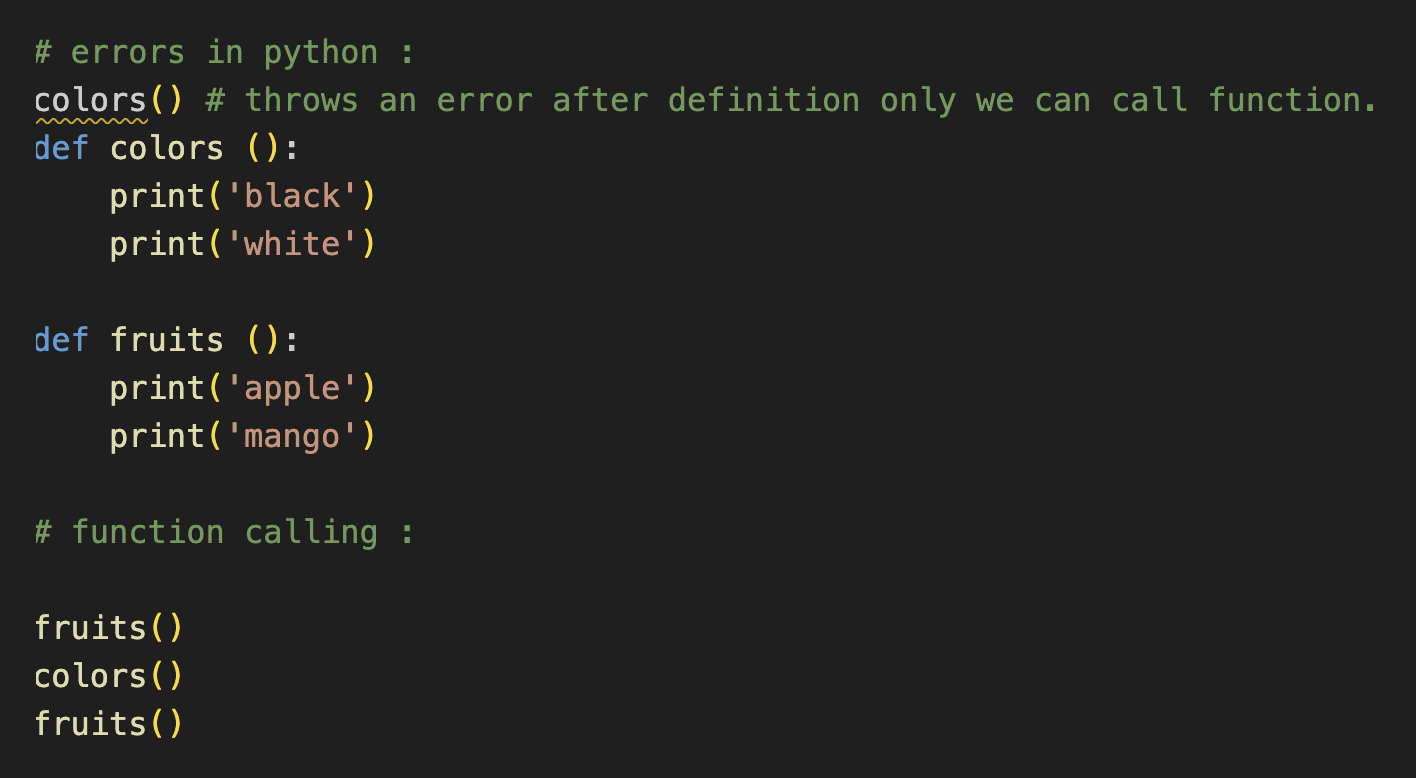 # errors in python :
colors() # throws an error after definition only we can call function.
def colors ():
    print('black')
    print('white')
def fruits ():
    print('apple')
    print('mango')
# function calling :
fruits()
colors()
fruits()